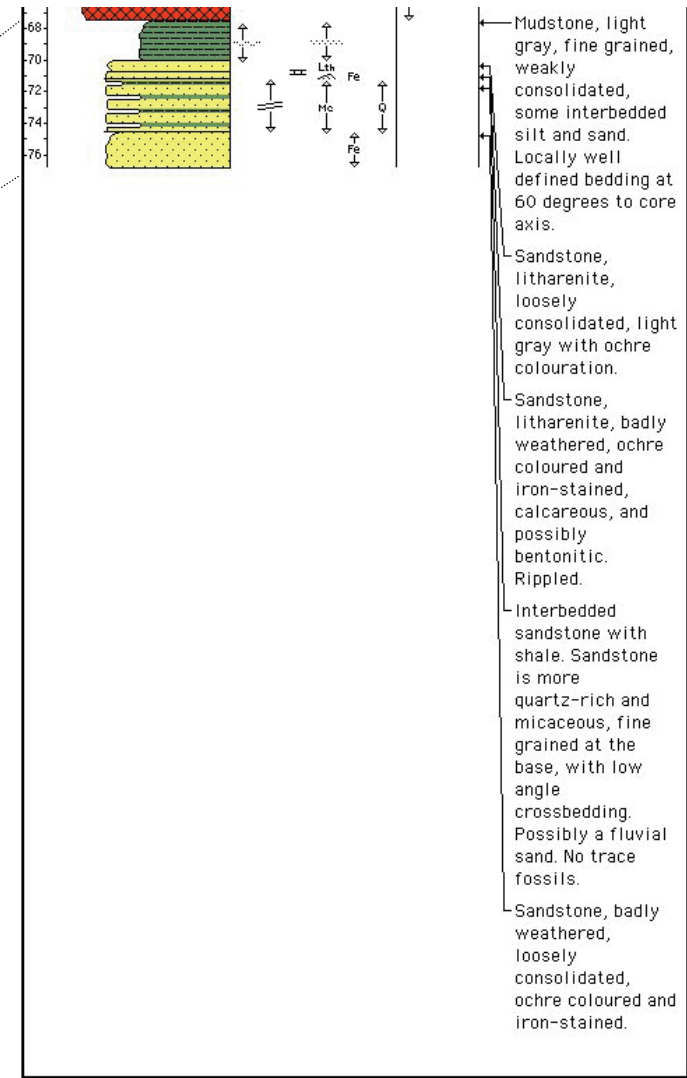 -68
-70
-72
-74
-76
Lth
Fe
Mc
Q
Fe
Mudstone, light
gray, fine grained,
weakly
consolidated,
some interbedded
silt and sand.
Locally well
defined bedding at
60 degrees to core
axis.
Sandstone,
litharenite,
loosely
consolidated, light
gray with ochre
colouration.
Sandstone,
litharenite, badly
weathered, ochre
coloured and
iron-stained,
calcareous, and
possibly
bentonitic.
Rippled.
Interbedded
sandstone with
shale. Sandstone
is more
quartz-rich and
micaceous, fine
grained at the
base, with low
angle
crossbedding.
Possibly a fluvial
sand. No trace
fossils.
Sandstone, badly
weathered,
loosely
consolidated,
ochre coloured and
iron-stained.